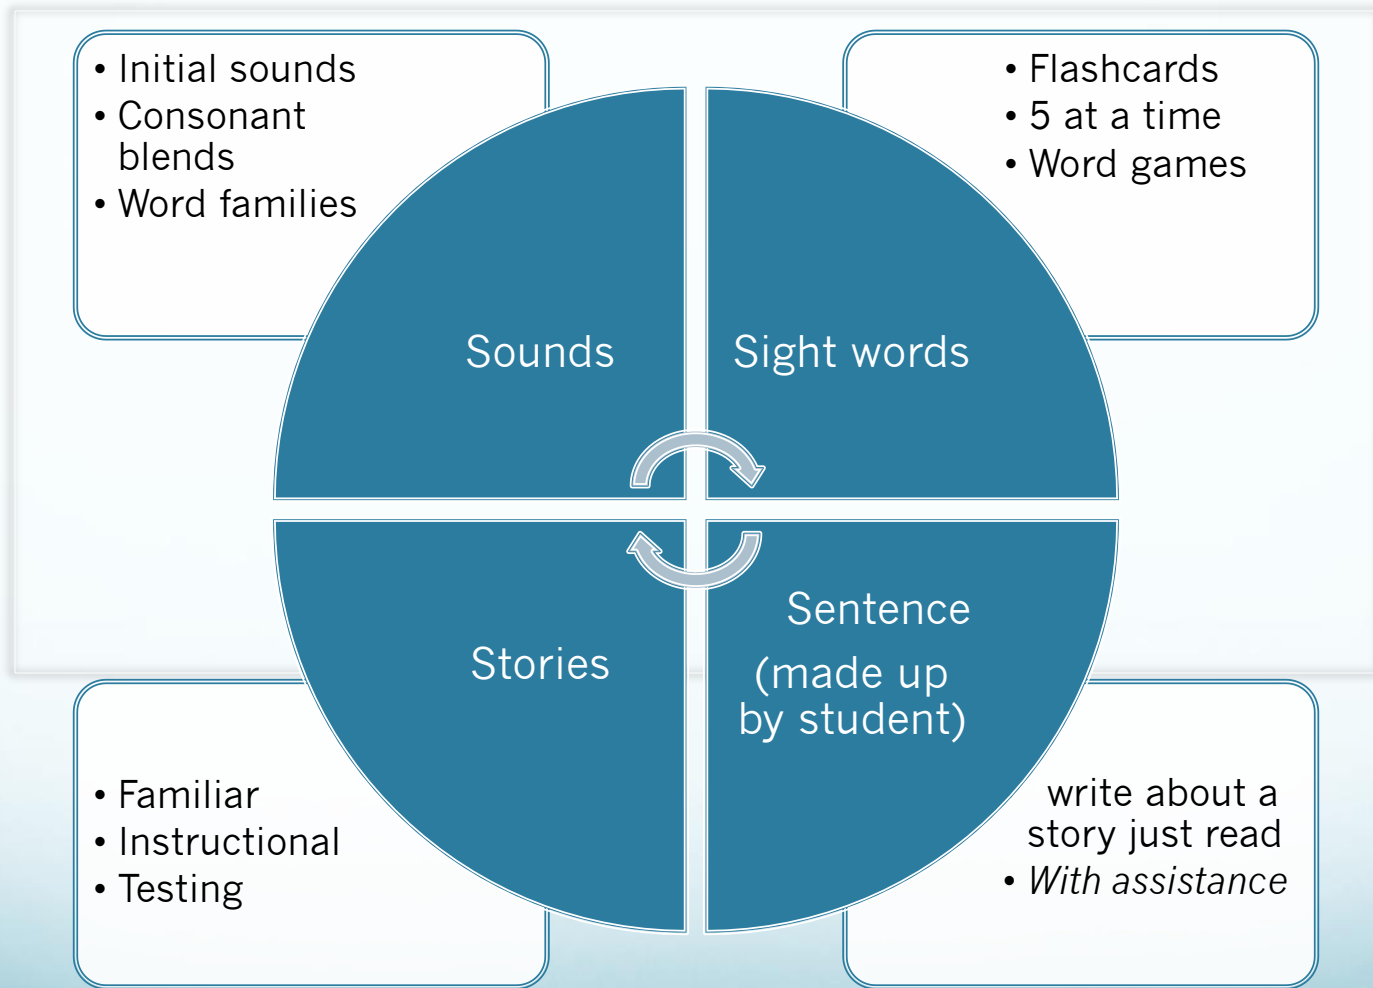 • Initial sounds
• Consonant
blends
• Word families
• Flashcards
• 5 at a time
• Word games
Sounds
Sight words
Stories
Sentence
(made up
by student)
• Familiar
• Instructional
• Testing
write about a
story just read
• With assistance